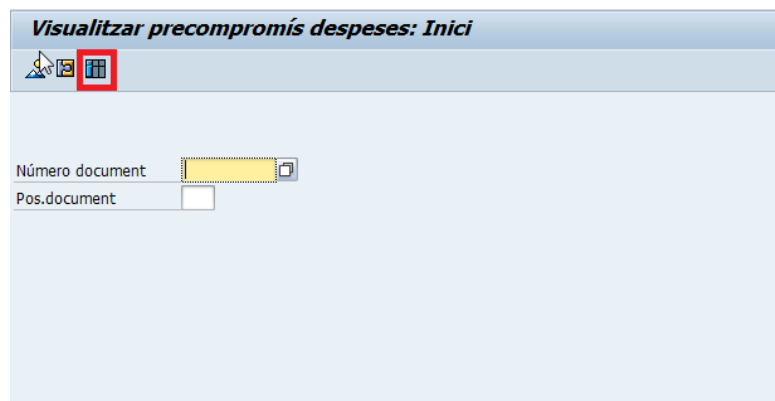 Visualitzar precompromís despeses: Inici
Número document
Pos.document